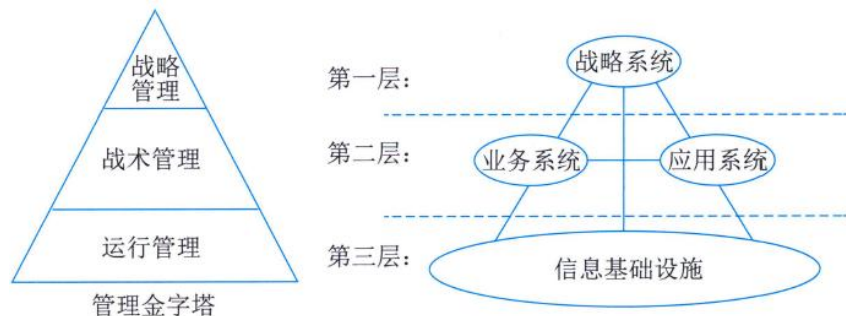 战略
管理
战术管理
运行管理
管理金字塔
第一层：
战略系统
第二层：
业务系统
应用系统
第三层：
信息基础设施